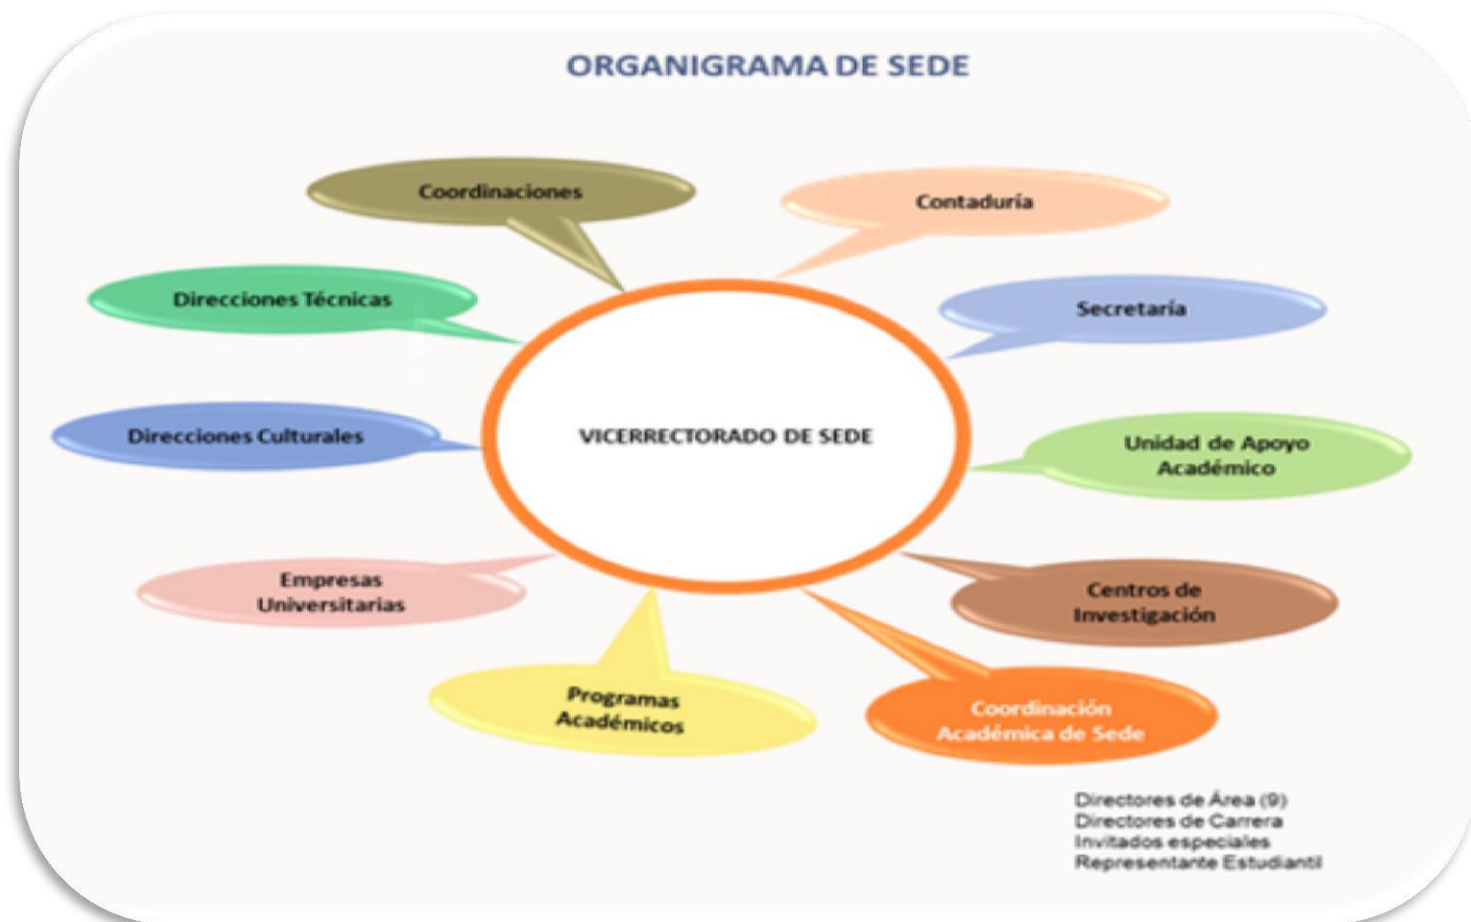 ORGANIGRAMA DE SEDE
Coordinaciones
Contaduría
Direcciones Técnicas
Secretaría
Direcciones Culturales
VICERRECTORADO DE SEDE
Unidad de Apoyo
Académico
Empresas
Universitarias
Centros de
Investigación
Programas
Académicos
Coordinación
Académica de Sede
Directores de Área (9)
Directores de Carrera
Invitados especiales
Representante Estudiantil